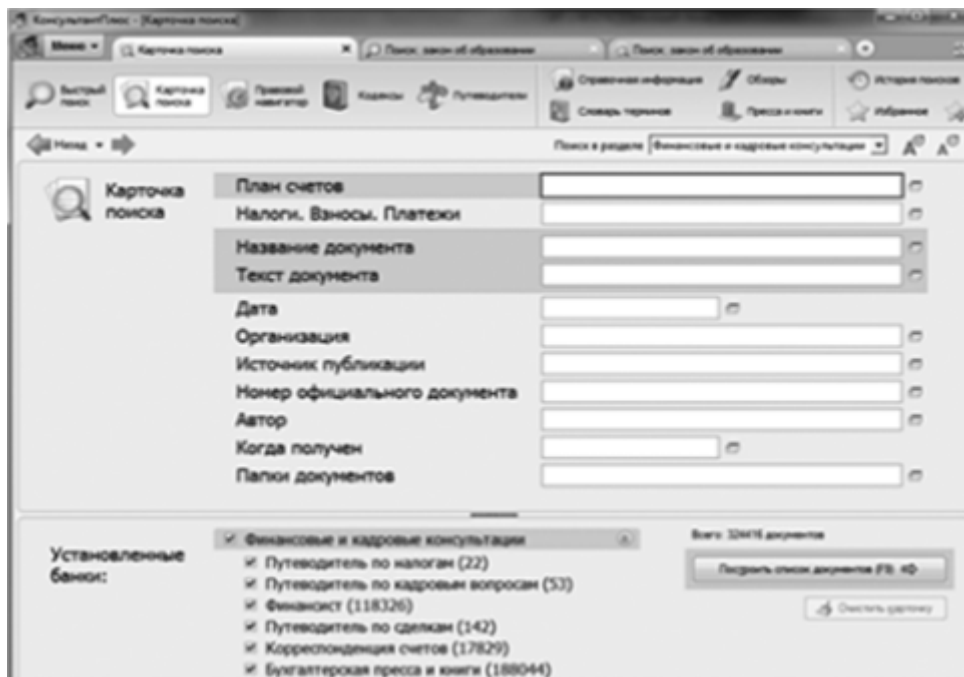 КонсультантПлюс - [Карточка поиска]
Меню Карточка поиска Поиск: закон об образовании Поиск: закон об образовании
Быстрый поиск Карточка поиска Правовой навигатор Кодексы Путеводители Справочная информация Обзоры История поисков
Словарь терминов Пресса и книги Избранное
Назад Поиск в разделе Финансовые и кадровые консультации
Карточка поиска
План счетов
Налоги. Взносы. Платежи
Название документа
Текст документа
Дата
Организация
Источник публикации
Номер официального документа
Автор
Когда получен
Папки документов
Установленные банки:
Финансовые и кадровые консультации
Путеводитель по налогам (22)
Путеводитель по кадровым вопросам (53)
Финансист (118326)
Путеводитель по сделкам (142)
Корреспонденция счетов (17829)
Бухгалтерская пресса и книги (188044)
Всего: 324416 документов
Построить список документов (F9)
Очистить карточку